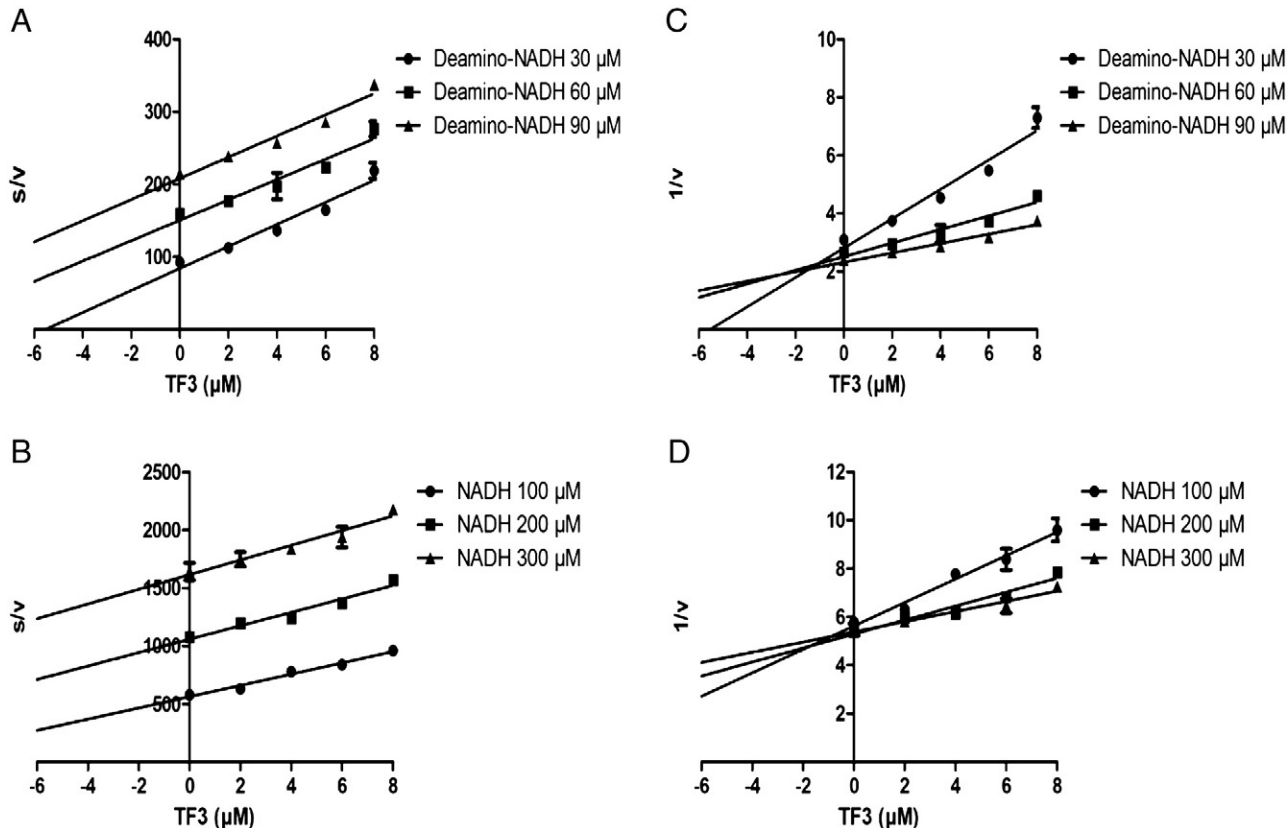 A
400
300
200
100
s/v
-6 -4 -2 0 2 4 6 8
TF3 (µM)
Deamino-NADH 30 µM
Deamino-NADH 60 µM
Deamino-NADH 90 µM
C
10
8
6
4
2
1/v
-6 -4 -2 0 2 4 6 8
TF3 (µM)
Deamino-NADH 30 µM
Deamino-NADH 60 µM
Deamino-NADH 90 µM
B
2500
2000
1500
1000
500
s/v
-6 -4 -2 0 2 4 6 8
TF3 (µM)
NADH 100 µM
NADH 200 µM
NADH 300 µM
D
12
10
8
6
4
2
1/v
-6 -4 -2 0 2 4 6 8
TF3 (µM)
NADH 100 µM
NADH 200 µM
NADH 300 µM